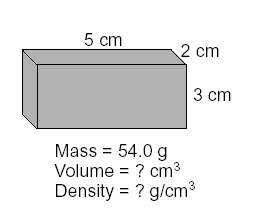 5 cm
2 cm
3 cm
Mass = 54.0 g
Volume = ? cm³
Density = ? g/cm³